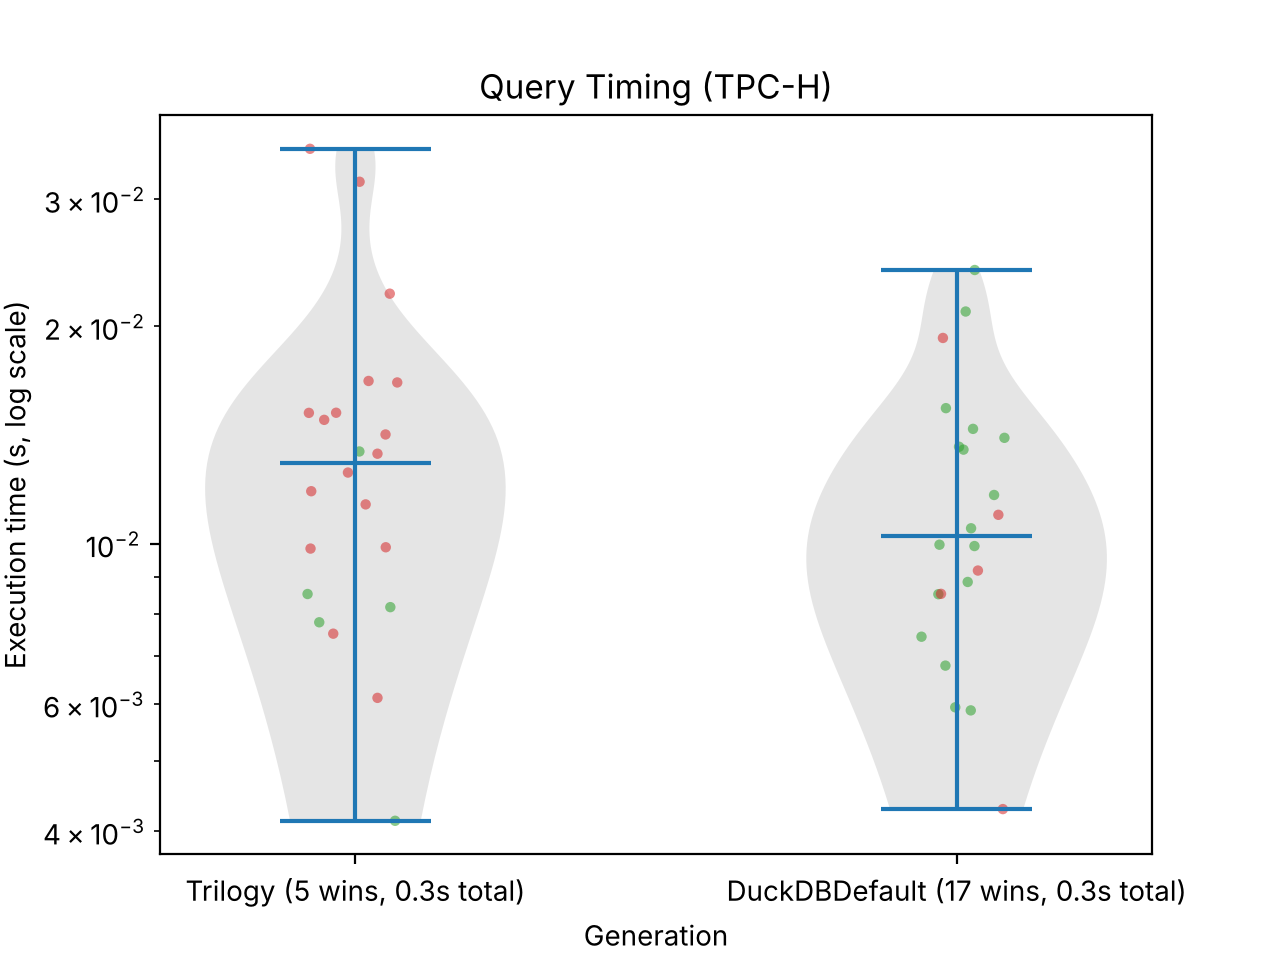 Query Timing (TPC-H)
Execution time (s, log scale)
3 × 10⁻²
2 × 10⁻²
10⁻²
6 × 10⁻³
4 × 10⁻³
Trilogy (5 wins, 0.3s total)
DuckDBDefault (17 wins, 0.3s total)
Generation